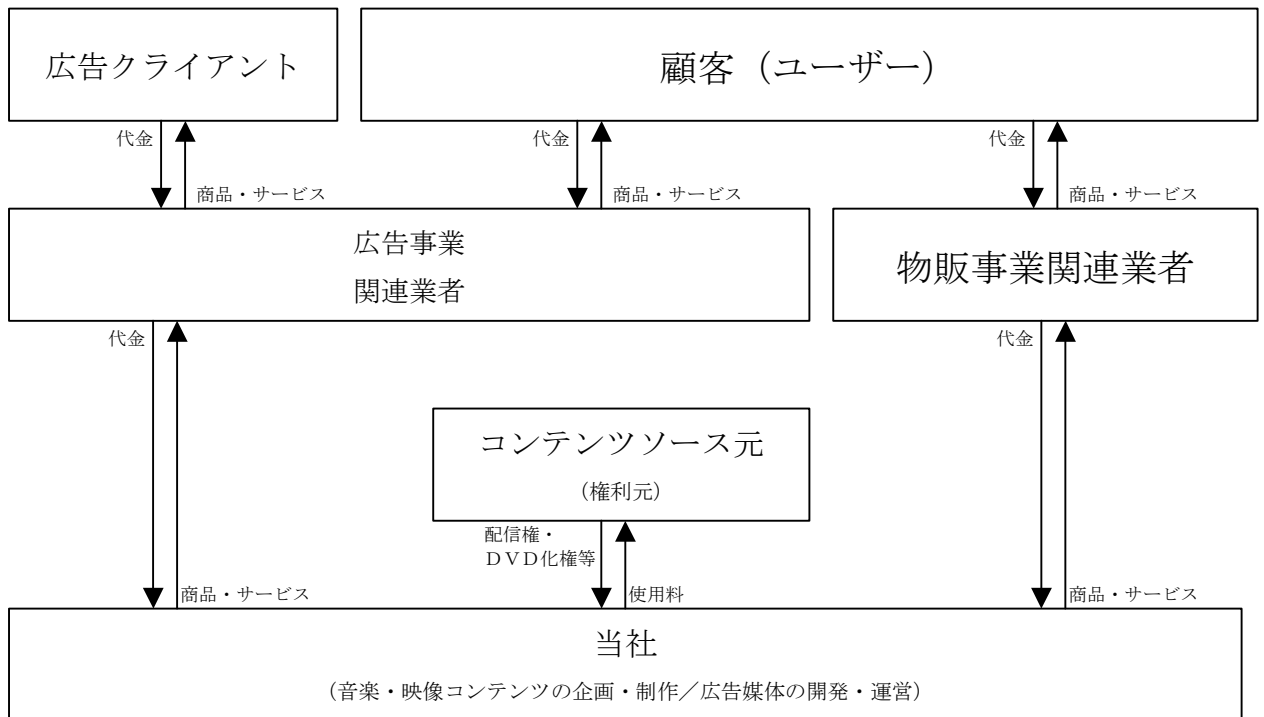 広告クライアント
顧客（ユーザー）
代金
代金
代金
商品・サービス
商品・サービス
商品・サービス
広告事業
関連業者
物販事業関連業者
代金
代金
コンテンツソース元
（権利元）
配信権・
ＤＶＤ化権等
商品・サービス
使用料
商品・サービス
当社
（音楽・映像コンテンツの企画・制作／広告媒体の開発・運営）